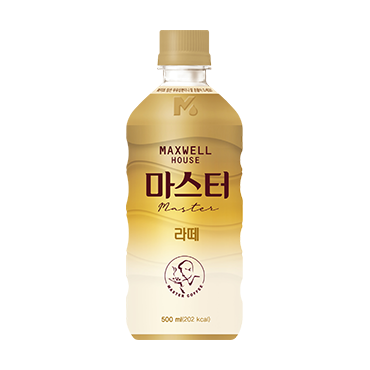 MAXWELL
HOUSE
마스터
Master
라떼
MASTER COFFEE
500 ml(202 kcal)